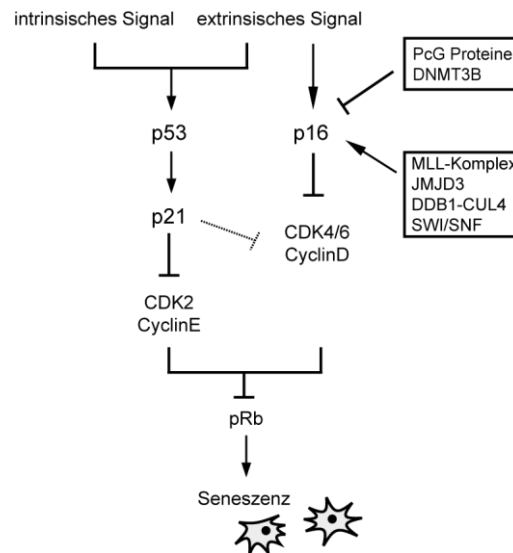 intrinsisches Signal
extrinsisches Signal
PcG Proteine
DNMT3B
p53
p16
MLL-Komplex
JMJD3
DDB1-CUL4
SWI/SNF
p21
CDK4/6
CyclinD
CDK2
CyclinE
pRb
Seneszenz